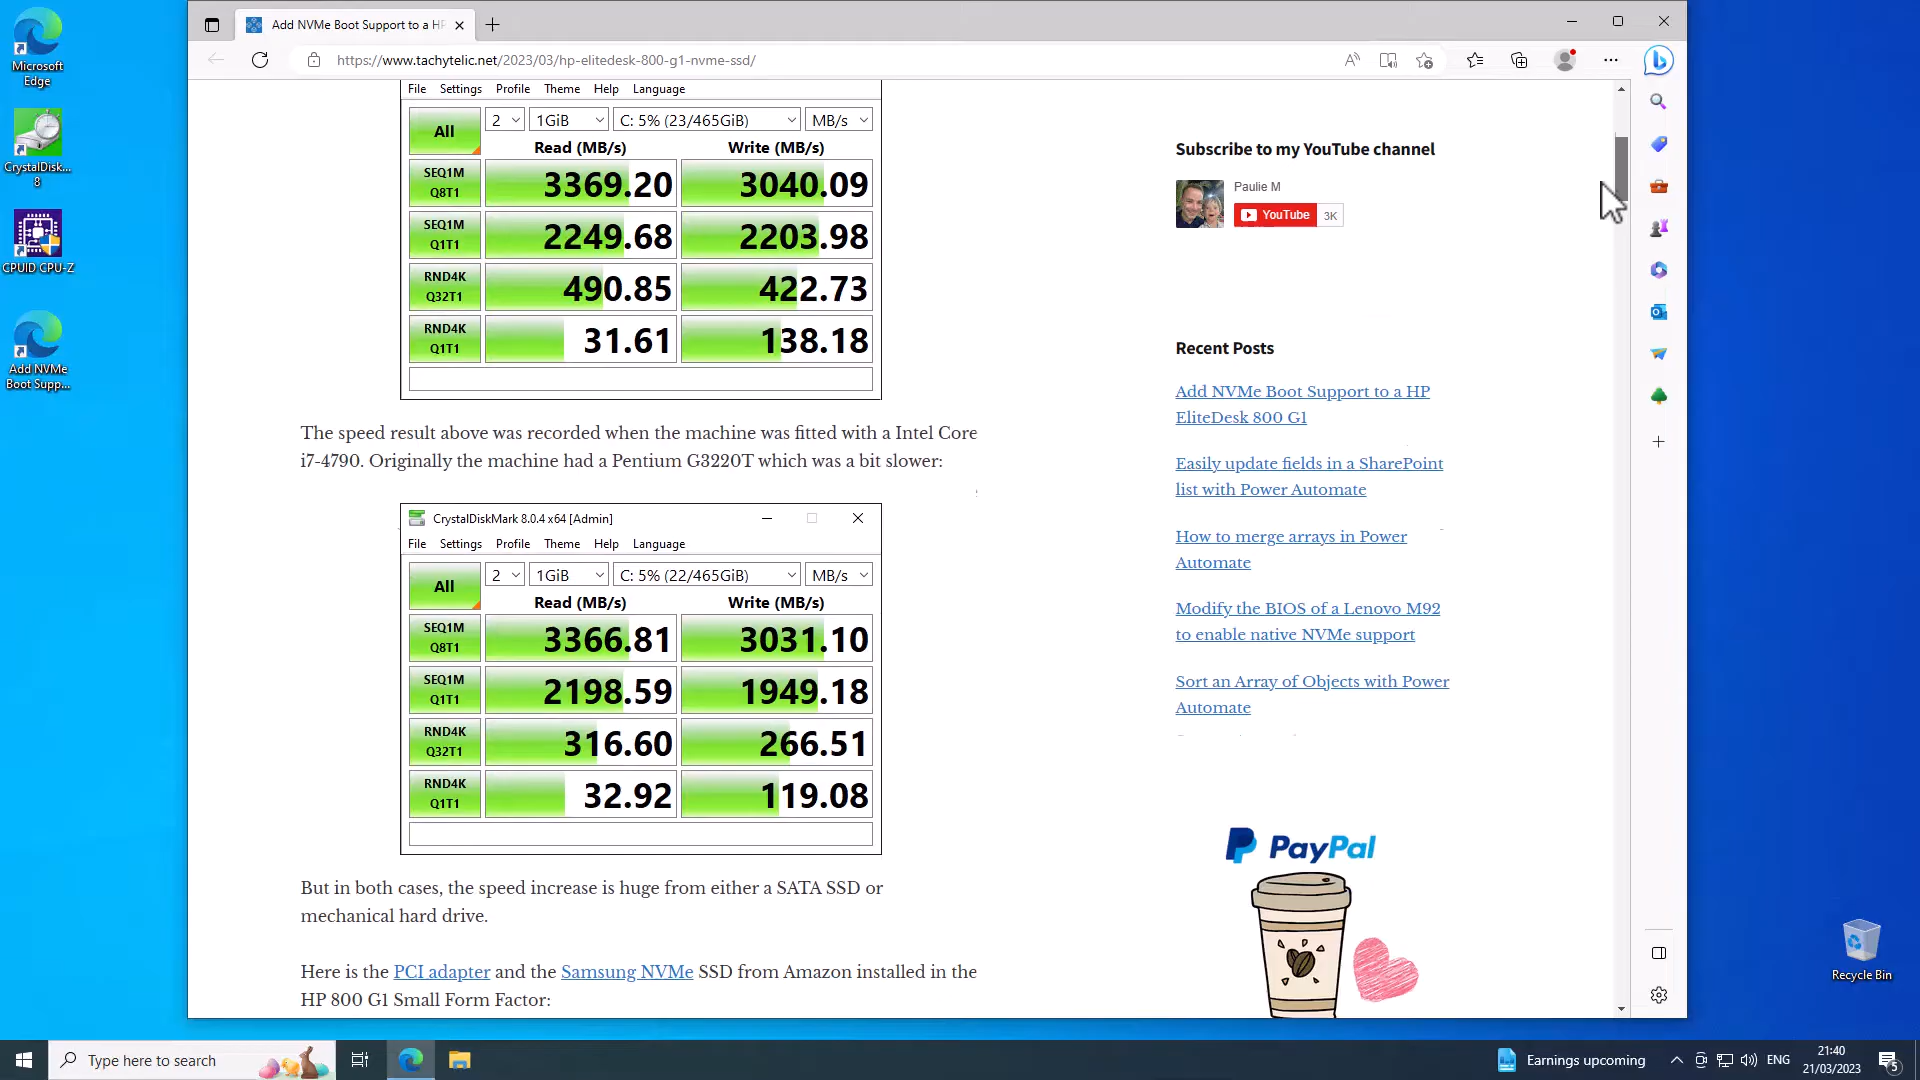 Microsoft
Edge
CrystalDisk...
8
CPUID CPU-Z
Add NVMe
Boot Supp...
Add NVMe Boot Support to a HP
https://www.tachytelic.net/2023/03/hp-elitedesk-800-g1-nvme-ssd/
File Settings Profile Theme Help Language
All 2 1GiB C: 5% (23/465GiB) MB/s
Read (MB/s) Write (MB/s)
SEQ1M
Q8T1 3369.20 3040.09
SEQ1M
Q1T1 2249.68 2203.98
RND4K
Q32T1 490.85 422.73
RND4K
Q1T1 31.61 138.18
The speed result above was recorded when the machine was fitted with a Intel Core
i7-4790. Originally the machine had a Pentium G3220T which was a bit slower:
CrystalDiskMark 8.0.4 x64 [Admin]
File Settings Profile Theme Help Language
All 2 1GiB C: 5% (22/465GiB) MB/s
Read (MB/s) Write (MB/s)
SEQ1M
Q8T1 3366.81 3031.10
SEQ1M
Q1T1 2198.59 1949.18
RND4K
Q32T1 316.60 266.51
RND4K
Q1T1 32.92 119.08
But in both cases, the speed increase is huge from either a SATA SSD or
mechanical hard drive.
Here is the PCI adapter and the Samsung NVMe SSD from Amazon installed in the
HP 800 G1 Small Form Factor:
Subscribe to my YouTube channel
Paulie M
YouTube 3K
Recent Posts
Add NVMe Boot Support to a HP
EliteDesk 800 G1
Easily update fields in a SharePoint
list with Power Automate
How to merge arrays in Power
Automate
Modify the BIOS of a Lenovo M92
to enable native NVMe support
Sort an Array of Objects with Power
Automate
PayPal
Recycle Bin
Type here to search
Earnings upcoming
ENG
21:40
21/03/2023
5